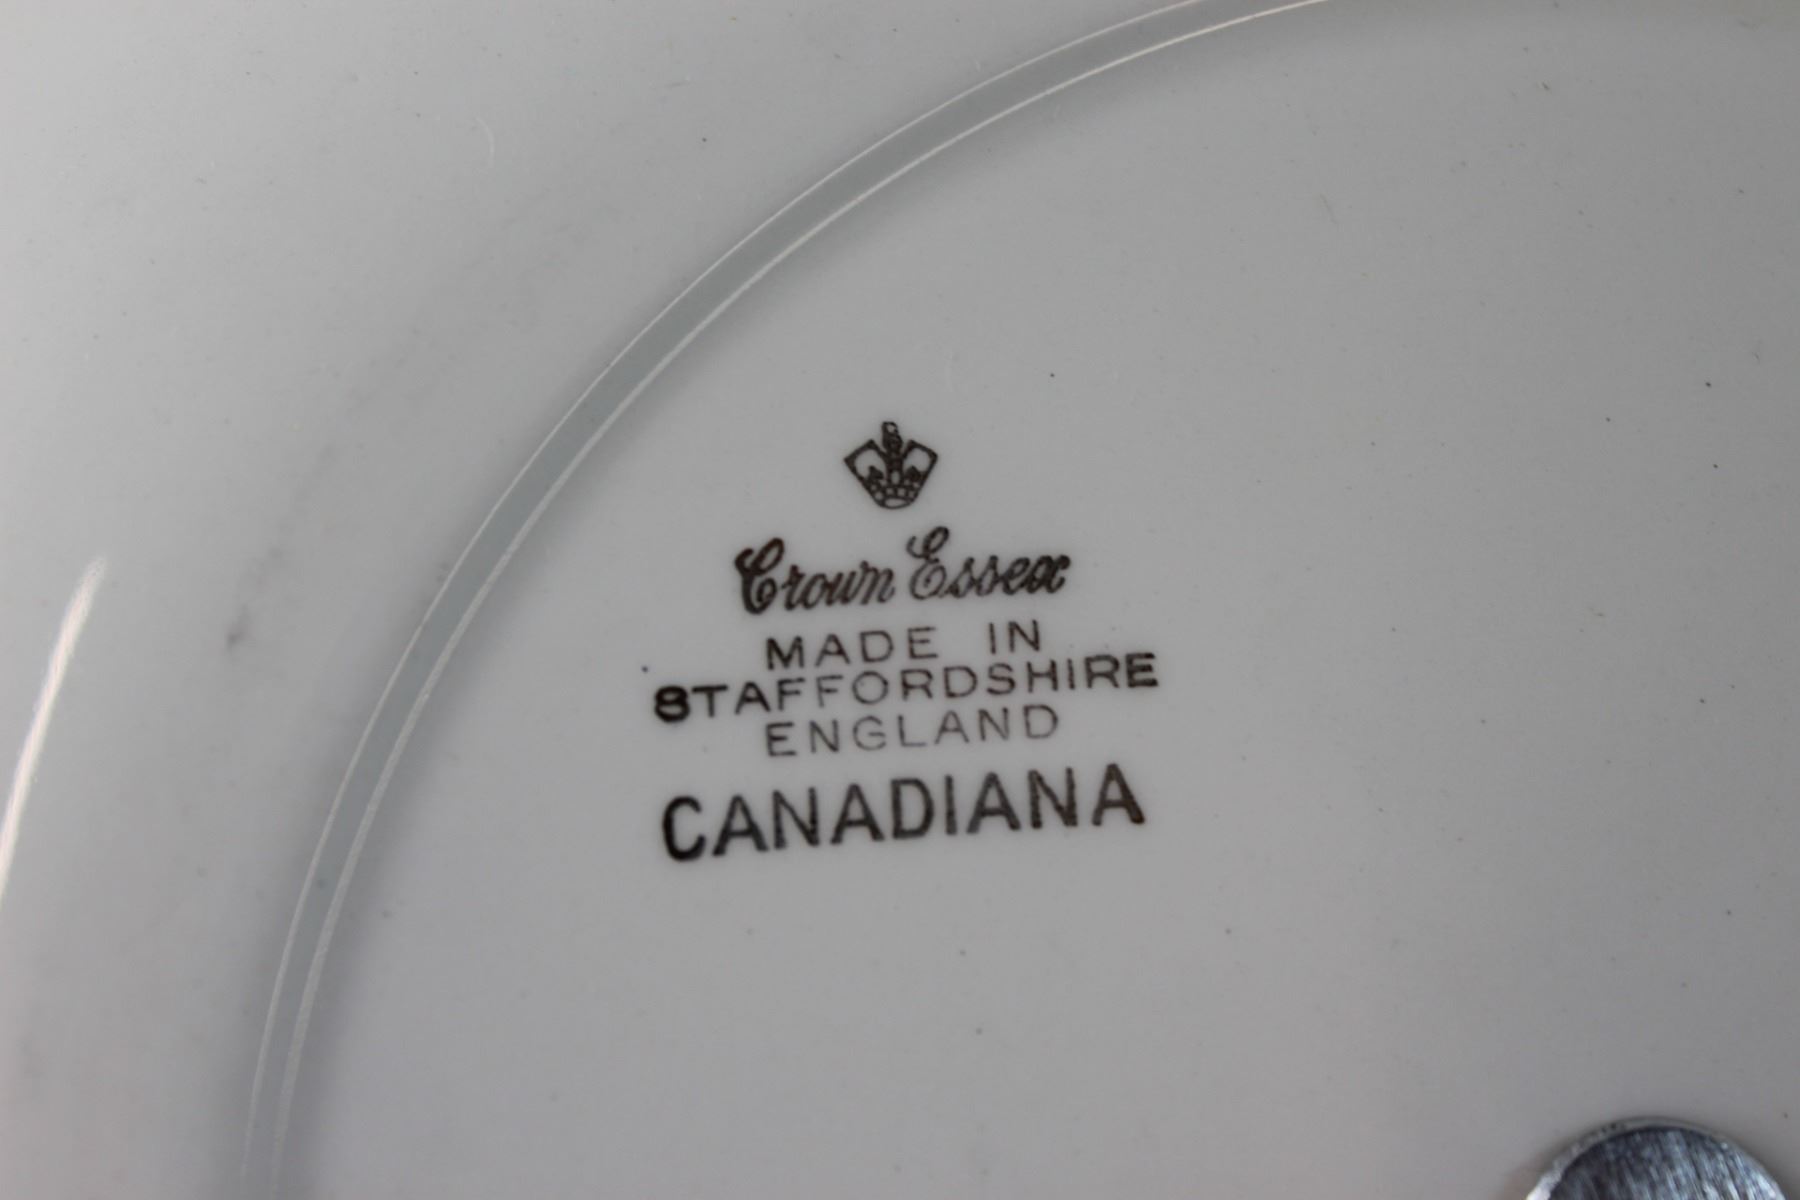 Crown Essex
MADE IN
STAFFORDSHIRE
ENGLAND
CANADIANA